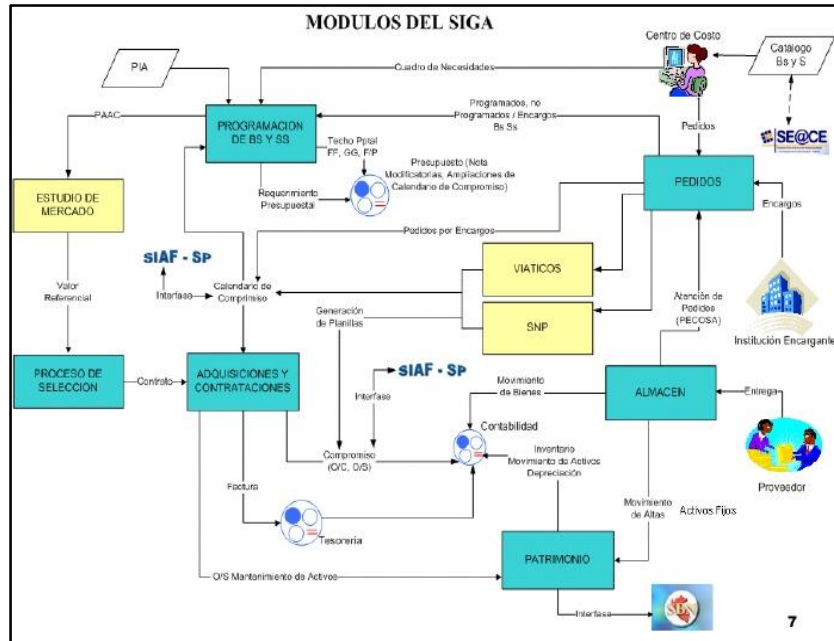 MODULOS DEL SIGA
Centro de Costo
Catálogo
Bs y S
PIA
Cuadro de Necesidades
PAAC
Programados, no
Programados / Encargos
Bs Ss
Pedidos
SE@CE
PROGRAMACION
DE BS Y SS
Techo Pptal
FF, GG, F/P
Presupuesto (Nota
Modificatorias, Ampliaciones de
Calendario de Compromiso)
Requerimiento
Presupuestal
PEDIDOS
ESTUDIO DE
MERCADO
Encargos
Pedidos por Encargos
SIAF - SP
VIATICOS
Valor
Referencial
Interfase
Calendario de
Comprimiso
Generación
de Planillas
SNP
Atención de
Pedidos
(PECOSA)
Institución Encargante
PROCESO DE
SELECCION
Contrato
ADQUISICIONES Y
CONTRATACIONES
SIAF - SP
Interfase
Movimiento
de Bienes
ALMACEN
Entrega
Contabilidad
Compromiso
(O/C, O/S)
Inventario
Movimiento de Activos
Depreciación
Proveedor
Factura
Tesorería
Movimiento
de Altas
Activos Fijos
PATRIMONIO
O/S Mantenimiento de Activos
Interfase
SBN
7